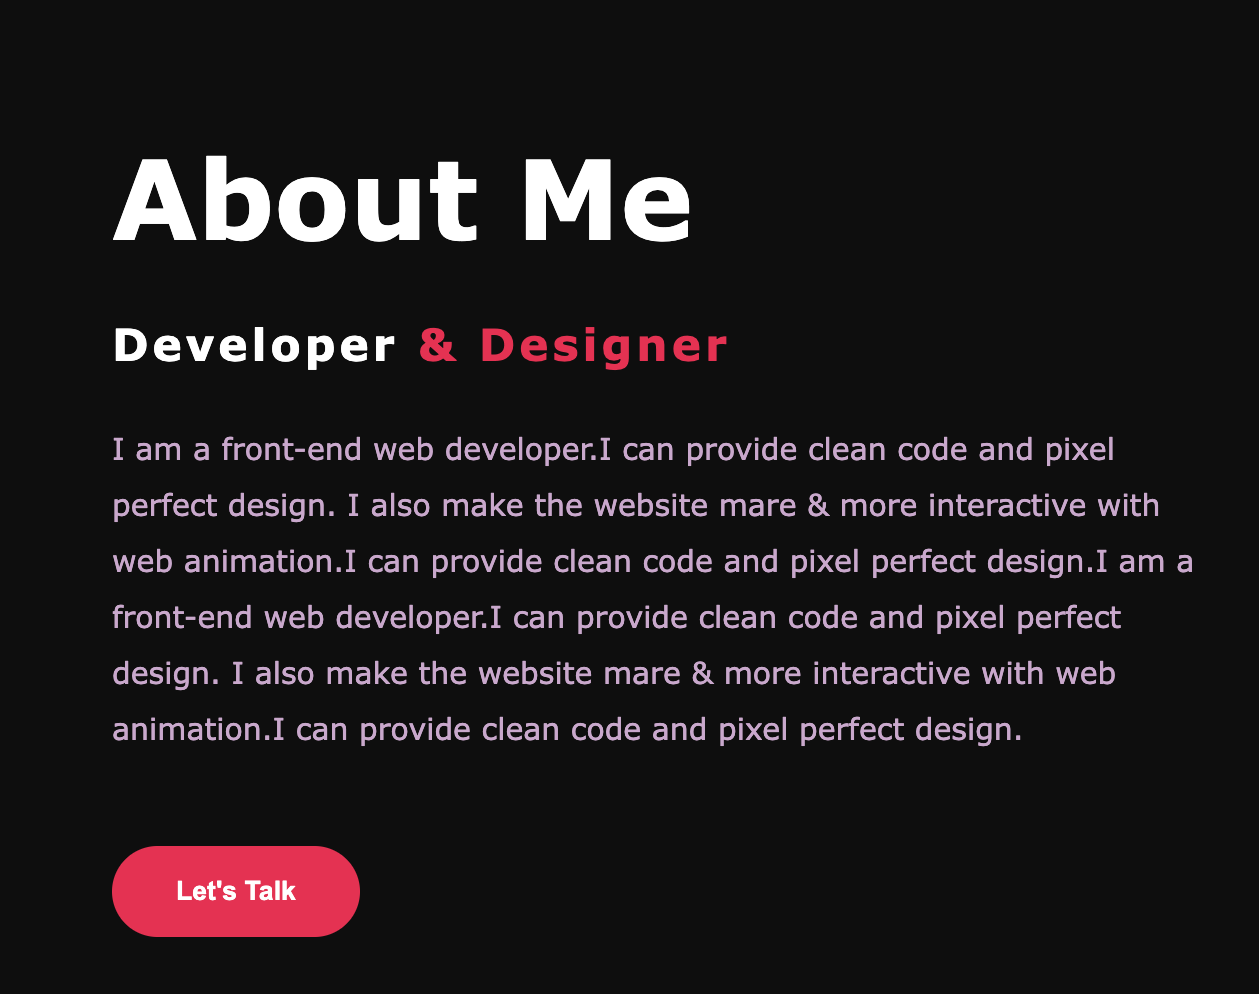 About Me
Developer & Designer
I am a front-end web developer.I can provide clean code and pixel
perfect design. I also make the website mare & more interactive with
web animation.I can provide clean code and pixel perfect design.I am a
front-end web developer.I can provide clean code and pixel perfect
design. I also make the website mare & more interactive with web
animation.I can provide clean code and pixel perfect design.
Let's Talk